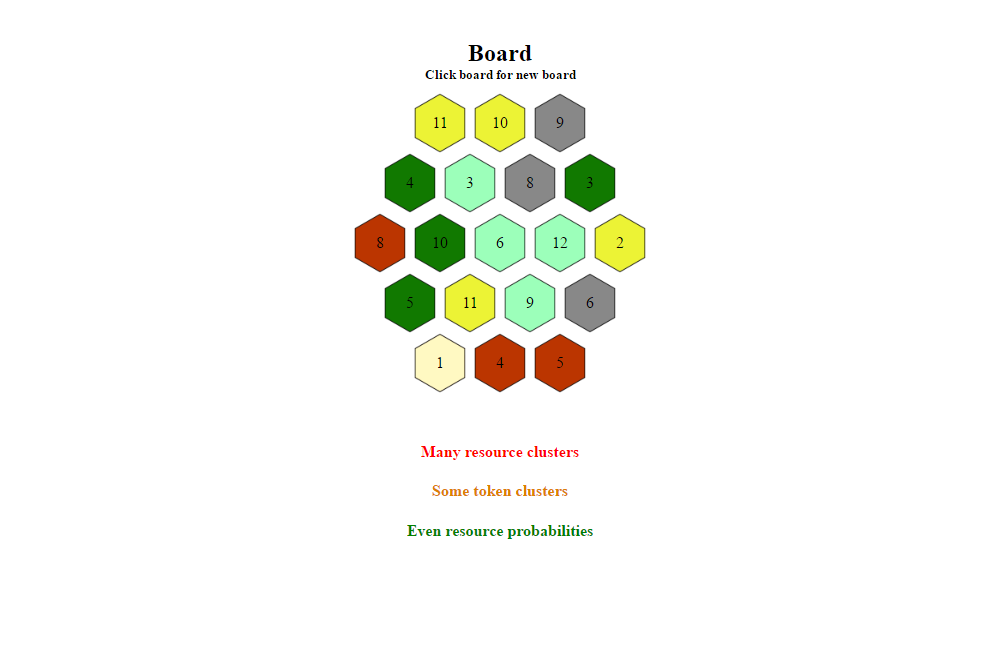 Board
Click board for new board
11 10 9
4 3 8 3
8 10 6 12 2
5 11 9 6
1 4 5
Many resource clusters
Some token clusters
Even resource probabilities